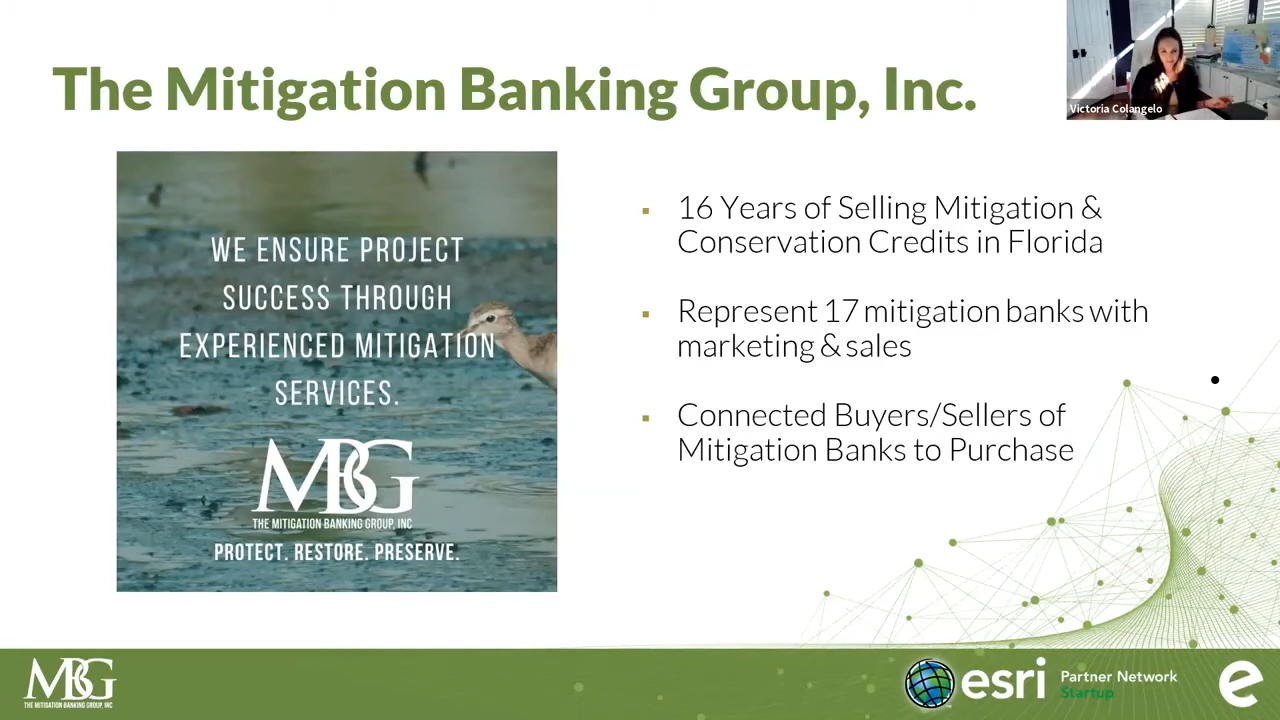 The Mitigation Banking Group, Inc.
Victoria Colangelo
WE ENSURE PROJECT
SUCCESS THROUGH
EXPERIENCED MITIGATION
SERVICES.
MBG
THE MITIGATION BANKING GROUP, INC
PROTECT. RESTORE. PRESERVE.
▪ 16 Years of Selling Mitigation &
Conservation Credits in Florida
▪ Represent 17 mitigation banks with
marketing & sales
▪ Connected Buyers/Sellers of
Mitigation Banks to Purchase
MBG
THE MITIGATION BANKING GROUP, INC
esri
Partner Network
Startup
e